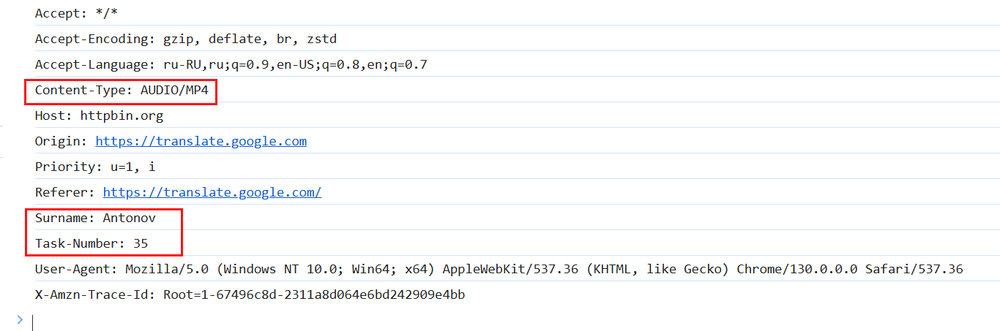 Accept: */*
Accept-Encoding: gzip, deflate, br, zstd
Accept-Language: ru-RU,ru;q=0.9,en-US;q=0.8,en;q=0.7
Content-Type: AUDIO/MP4
Host: httpbin.org
Origin: https://translate.google.com
Priority: u=1, i
Referer: https://translate.google.com/
Surname: Antonov
Task-Number: 35
User-Agent: Mozilla/5.0 (Windows NT 10.0; Win64; x64) AppleWebKit/537.36 (KHTML, like Gecko) Chrome/130.0.0.0 Safari/537.36
X-Amzn-Trace-Id: Root=1-67496c8d-2311a8d064e6bd242909e4bb